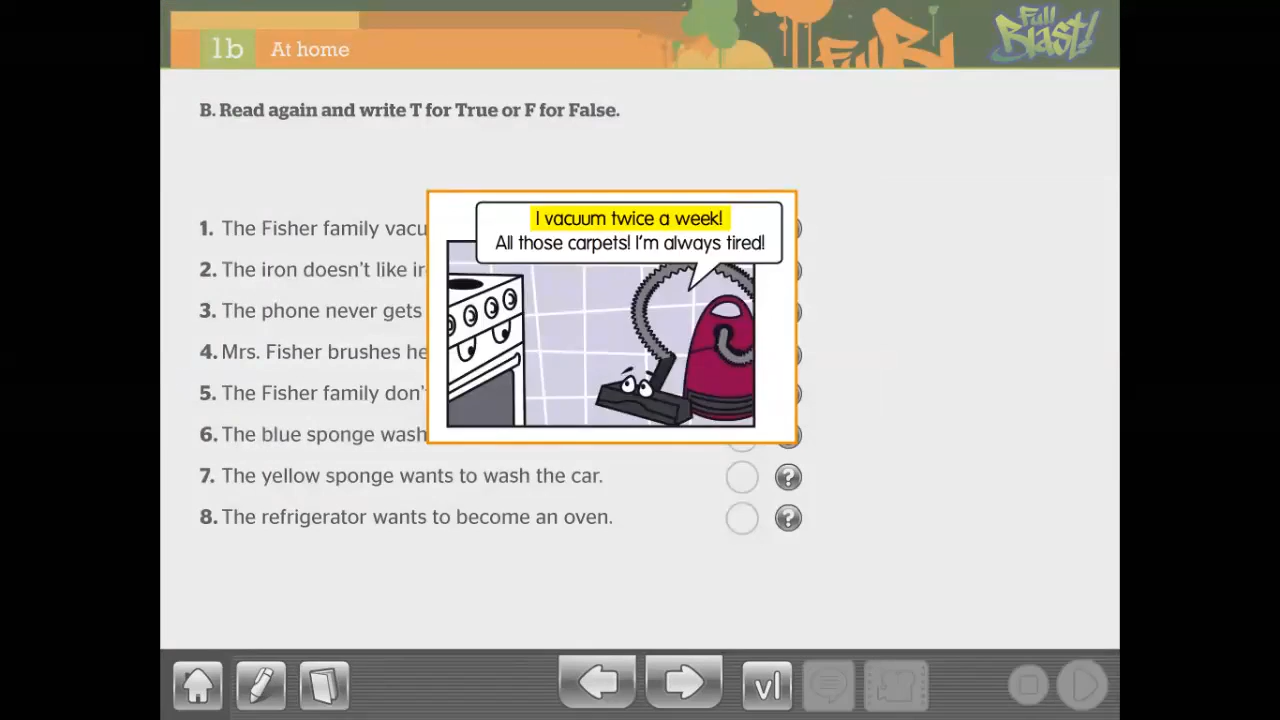 1b At home
Full Blast!
B. Read again and write T for True or F for False.
I vacuum twice a week!
All those carpets! I'm always tired!
1. The Fisher family vacu
2. The iron doesn't like ir
3. The phone never gets
4. Mrs. Fisher brushes he
5. The Fisher family don'
6. The blue sponge wash
7. The yellow sponge wants to wash the car. ?
8. The refrigerator wants to become an oven. ?
vl